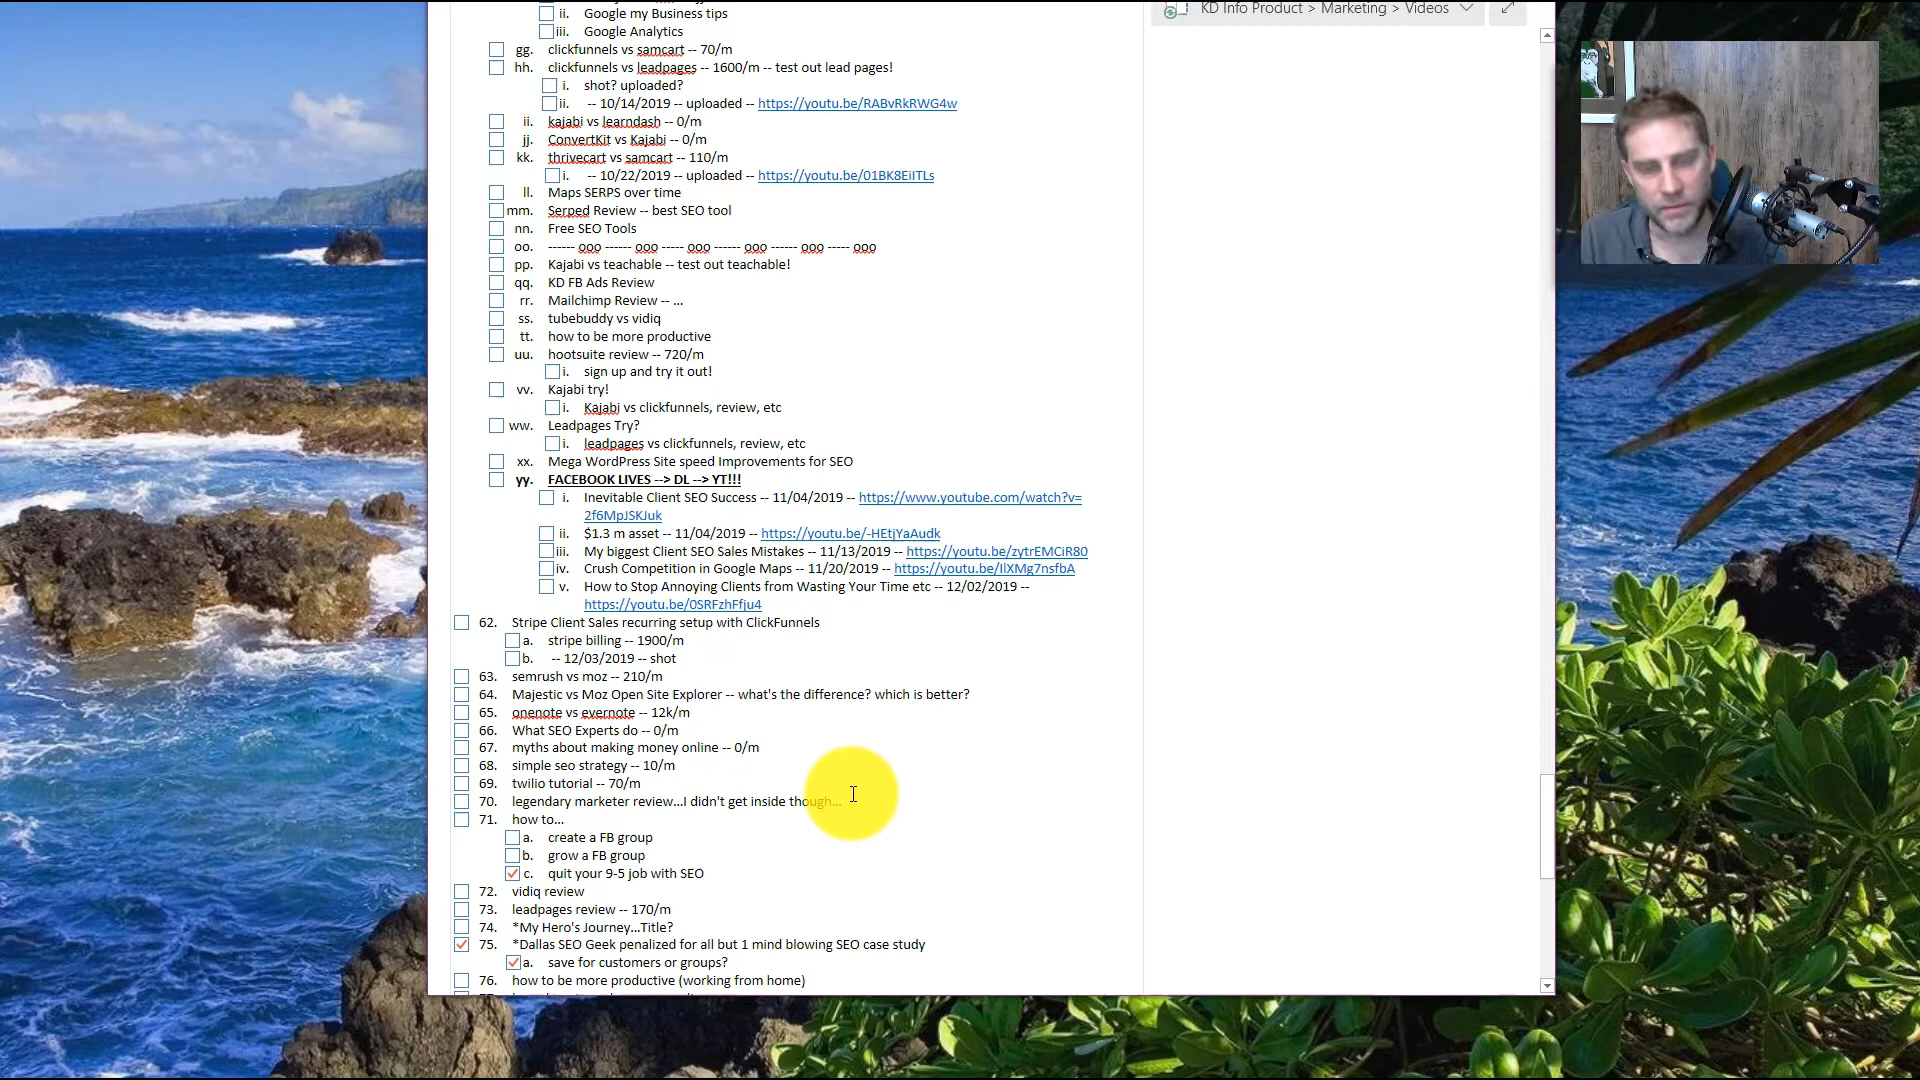 KD Info Product > Marketing > Videos
ii. Google my Business tips
iii. Google Analytics
gg. clickfunnels vs samcart -- 70/m
hh. clickfunnels vs leadpages -- 1600/m -- test out lead pages!
i. shot? uploaded?
ii. -- 10/14/2019 -- uploaded -- https://youtu.be/RABvRkRWG4w
ii. kajabi vs learndash -- 0/m
jj. ConvertKit vs Kajabi -- 0/m
kk. thrivecart vs samcart -- 110/m
i. -- 10/22/2019 -- uploaded -- https://youtu.be/01BK8EiITLs
ll. Maps SERPS over time
mm. Serped Review -- best SEO tool
nn. Free SEO Tools
oo. ------ ooo ------ ooo ----- ooo ------ ooo ------ ooo ----- ooo
pp. Kajabi vs teachable -- test out teachable!
qq. KD FB Ads Review
rr. Mailchimp Review -- ...
ss. tubebuddy vs vidiq
tt. how to be more productive
uu. hootsuite review -- 720/m
i. sign up and try it out!
vv. Kajabi try!
i. Kajabi vs clickfunnels, review, etc
ww. Leadpages Try?
i. leadpages vs clickfunnels, review, etc
xx. Mega WordPress Site speed Improvements for SEO
yy. FACEBOOK LIVES --> DL --> YT!!!
i. Inevitable Client SEO Success -- 11/04/2019 -- https://www.youtube.com/watch?v=
2f6MpJSKJuk
ii. $1.3 m asset -- 11/04/2019 -- https://youtu.be/-HEtjYaAudk
iii. My biggest Client SEO Sales Mistakes -- 11/13/2019 -- https://youtu.be/zytrEMCiR80
iv. Crush Competition in Google Maps -- 11/20/2019 -- https://youtu.be/IlXMg7nsfbA
v. How to Stop Annoying Clients from Wasting Your Time etc -- 12/02/2019 --
https://youtu.be/0SRFzhFfju4
62. Stripe Client Sales recurring setup with ClickFunnels
a. stripe billing -- 1900/m
b. -- 12/03/2019 -- shot
63. semrush vs moz -- 210/m
64. Majestic vs Moz Open Site Explorer -- what's the difference? which is better?
65. onenote vs evernote -- 12k/m
66. What SEO Experts do -- 0/m
67. myths about making money online -- 0/m
68. simple seo strategy -- 10/m
69. twilio tutorial -- 70/m
70. legendary marketer review...I didn't get inside though...
71. how to...
a. create a FB group
b. grow a FB group
c. quit your 9-5 job with SEO
72. vidiq review
73. leadpages review -- 170/m
74. *My Hero's Journey...Title?
75. *Dallas SEO Geek penalized for all but 1 mind blowing SEO case study
a. save for customers or groups?
76. how to be more productive (working from home)